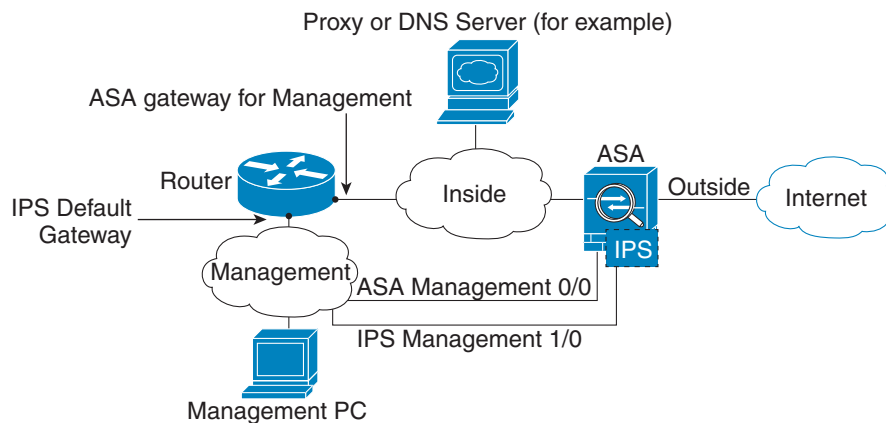 Proxy or DNS Server (for example)
ASA gateway for Management
ASA
Router
Inside
Outside
Internet
IPS Default
Gateway
IPS
Management
ASA Management 0/0
IPS Management 1/0
Management PC